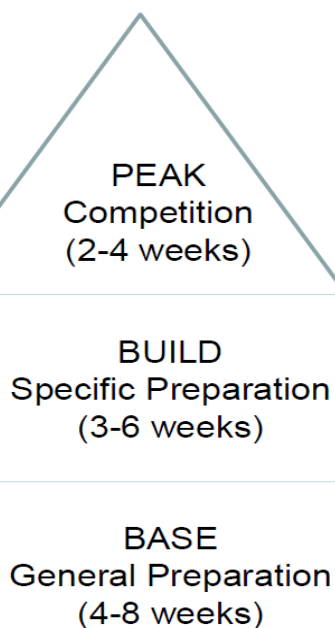 PEAK
Competition
(2-4 weeks)
BUILD
Specific Preparation
(3-6 weeks)
BASE
General Preparation
(4-8 weeks)